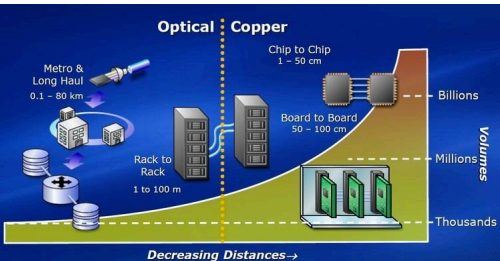 Optical
Copper
Metro &
Long Haul
0.1 – 80 km
Rack to
Rack
1 to 100 m
Chip to Chip
1 – 50 cm
Board to Board
50 – 100 cm
Billions
Millions
Thousands
Volumes
Decreasing Distances→